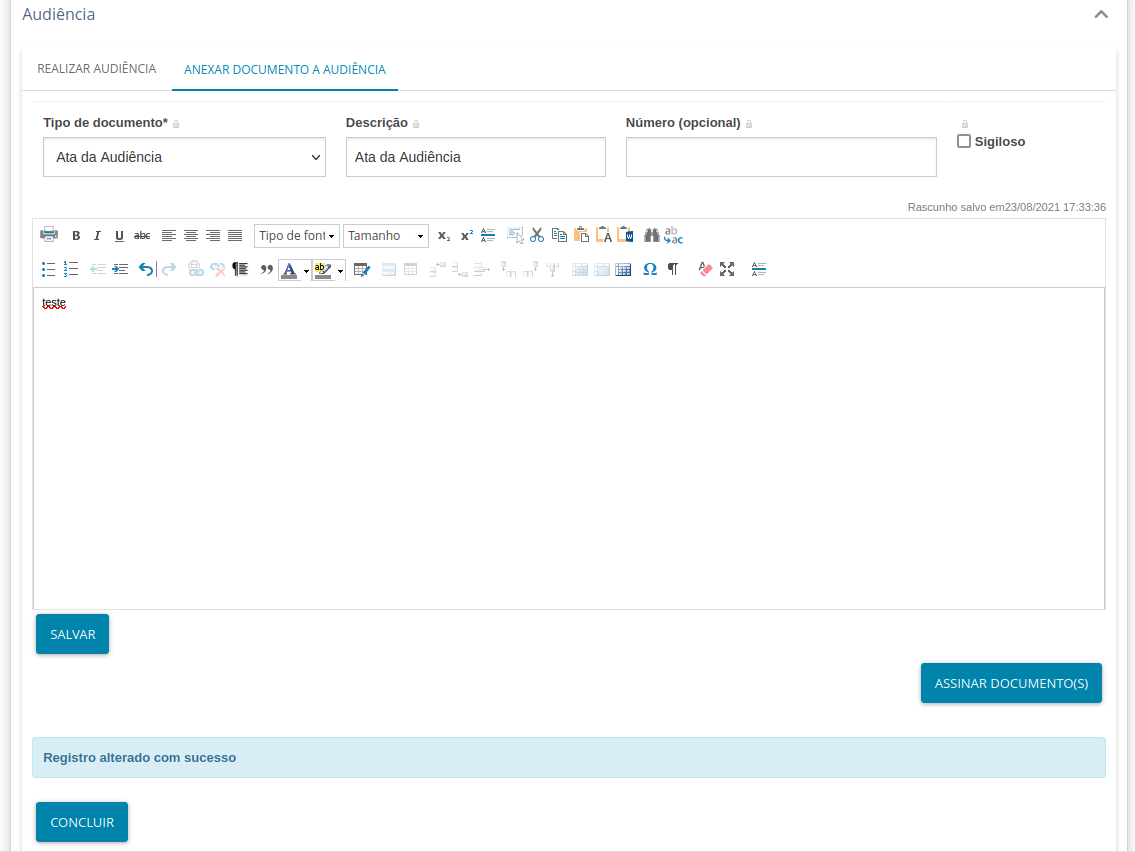 Audiência
REALIZAR AUDIÊNCIA ANEXAR DOCUMENTO A AUDIÊNCIA
Tipo de documento* Descrição Número (opcional)
Ata da Audiência Ata da Audiência Sigiloso
Rascunho salvo em23/08/2021 17:33:36
B I U abc Tipo de font Tamanho x₂ x²
teste
SALVAR
ASSINAR DOCUMENTO(S)
Registro alterado com sucesso
CONCLUIR